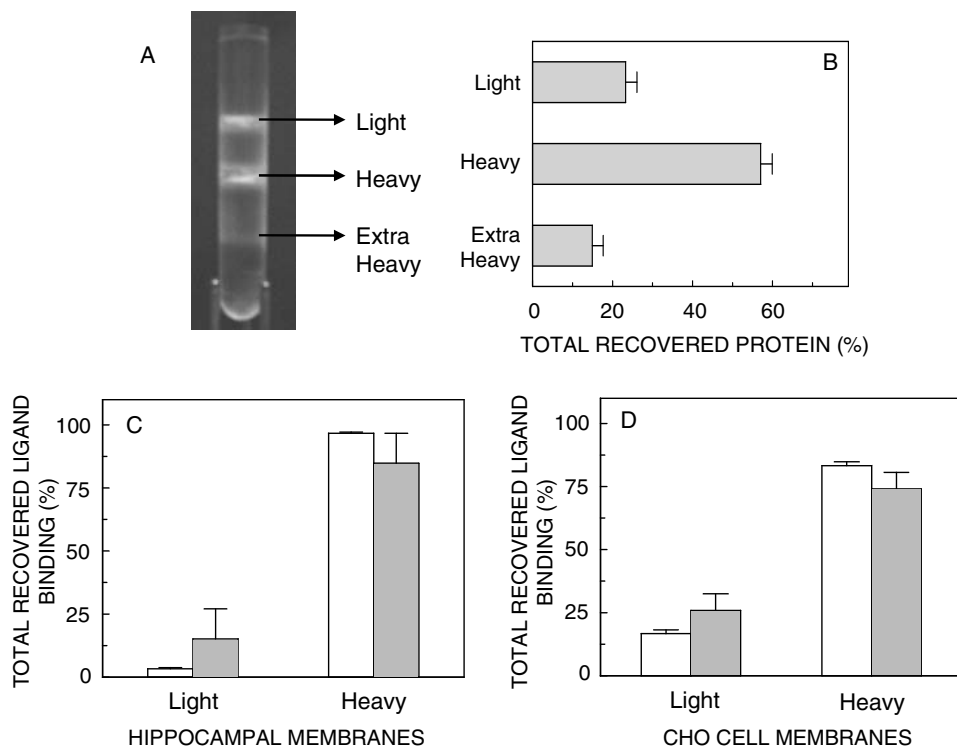 A
Light
Heavy
Extra
Heavy
B
Light
Heavy
Extra
Heavy
0 20 40 60
TOTAL RECOVERED PROTEIN (%)
C
TOTAL RECOVERED LIGAND
BINDING (%)
100
75
50
25
0
Light Heavy
HIPPOCAMPAL MEMBRANES
D
TOTAL RECOVERED LIGAND
BINDING (%)
100
75
50
25
0
Light Heavy
CHO CELL MEMBRANES